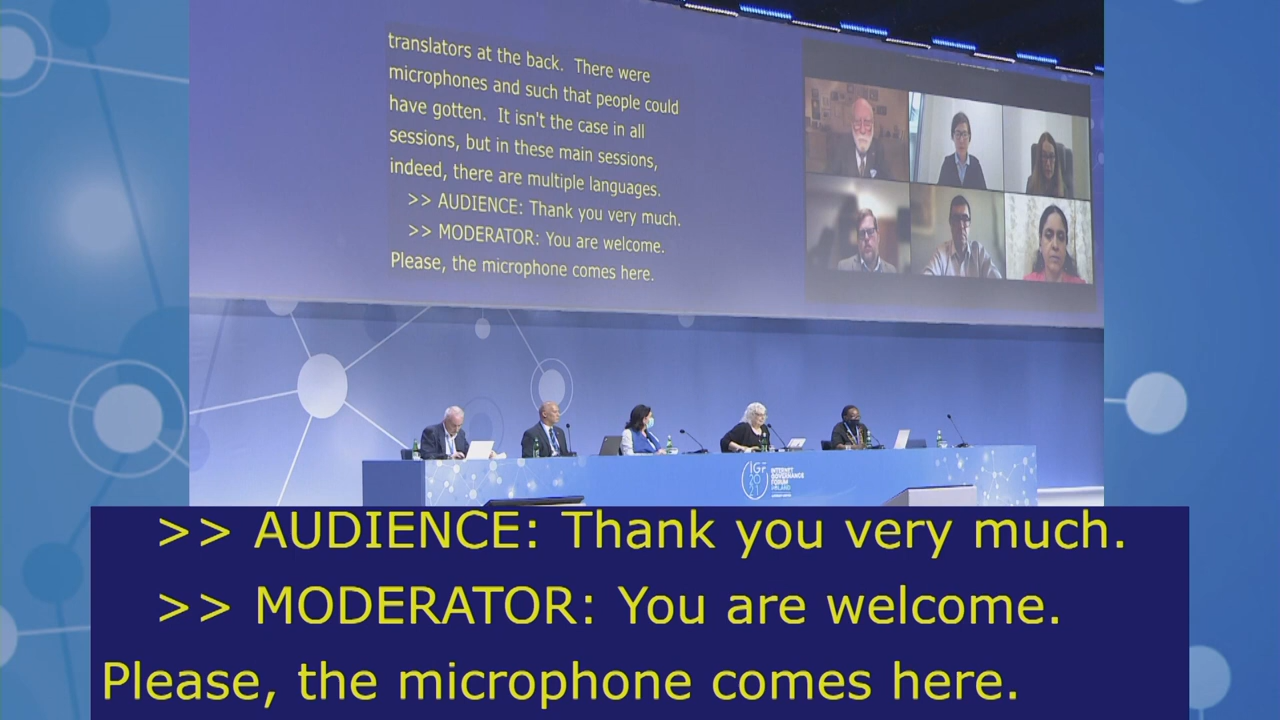 translators at the back.  There were
microphones and such that people could
have gotten.  It isn't the case in all
sessions, but in these main sessions,
indeed, there are multiple languages.
>> AUDIENCE: Thank you very much.
>> MODERATOR: You are welcome.
Please, the microphone comes here.
IGF
20
21
INTERNET
GOVERNANCE
FORUM
POLAND
>> AUDIENCE: Thank you very much.
>> MODERATOR: You are welcome.
Please, the microphone comes here.